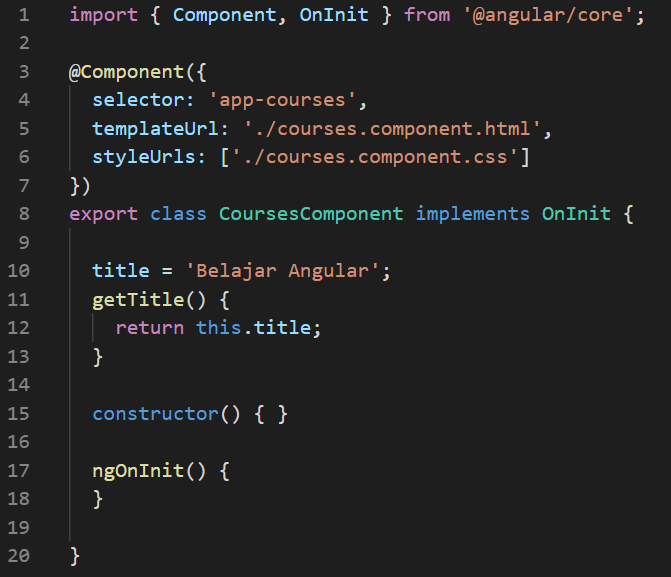 1 import { Component, OnInit } from '@angular/core';
2
3 @Component({
4   selector: 'app-courses',
5   templateUrl: './courses.component.html',
6   styleUrls: ['./courses.component.css']
7 })
8 export class CoursesComponent implements OnInit {
9
10   title = 'Belajar Angular';
11   getTitle() {
12     return this.title;
13   }
14
15   constructor() { }
16
17   ngOnInit() {
18   }
19
20 }